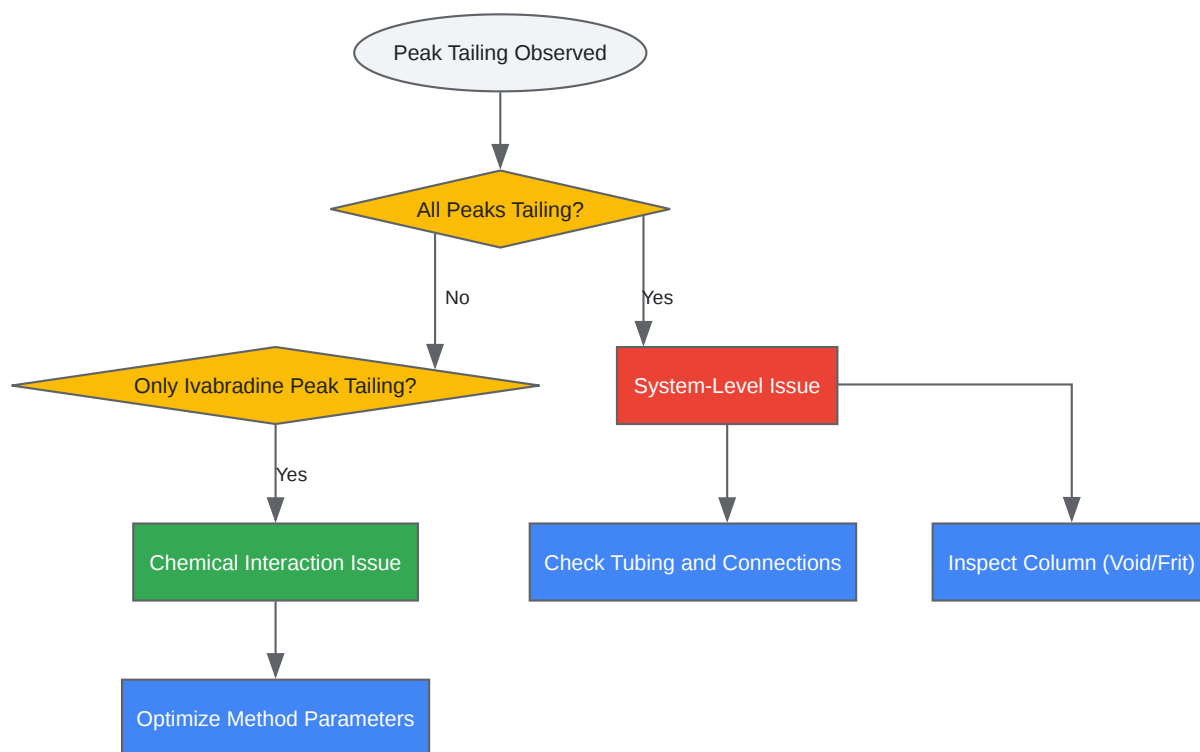 Peak Tailing Observed
All Peaks Tailing?
No
Yes
Only Ivabradine Peak Tailing?
System-Level Issue
Yes
Chemical Interaction Issue
Check Tubing and Connections
Inspect Column (Void/Frit)
Optimize Method Parameters